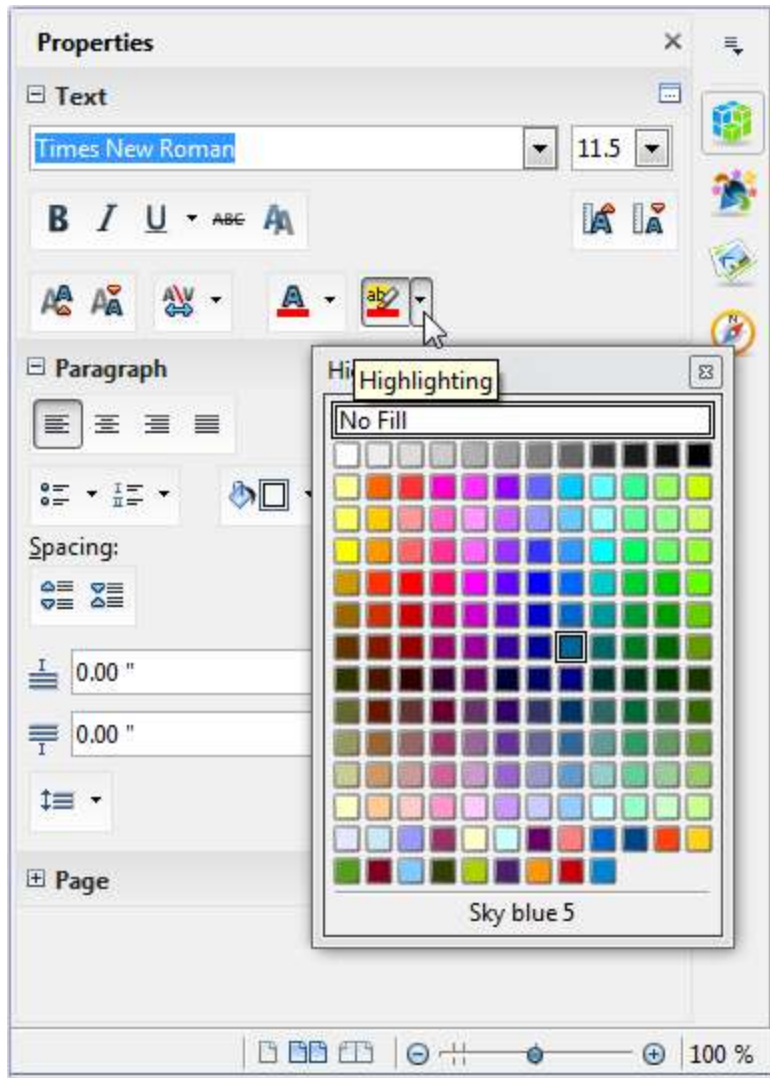 Properties
Text
Times New Roman
11.5
B I U ABC
Paragraph
Highlighting
No Fill
Spacing:
0.00 "
0.00 "
Page
Sky blue 5
100 %